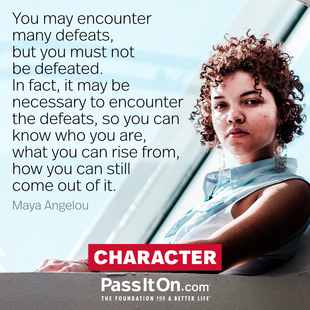 You may encounter
many defeats,
but you must not
be defeated.
In fact, it may be
necessary to encounter
the defeats, so you can
know who you are,
what you can rise from,
how you can still
come out of it.
Maya Angelou
CHARACTER
PassItOn.com®
THE FOUNDATION FOR A BETTER LIFE®